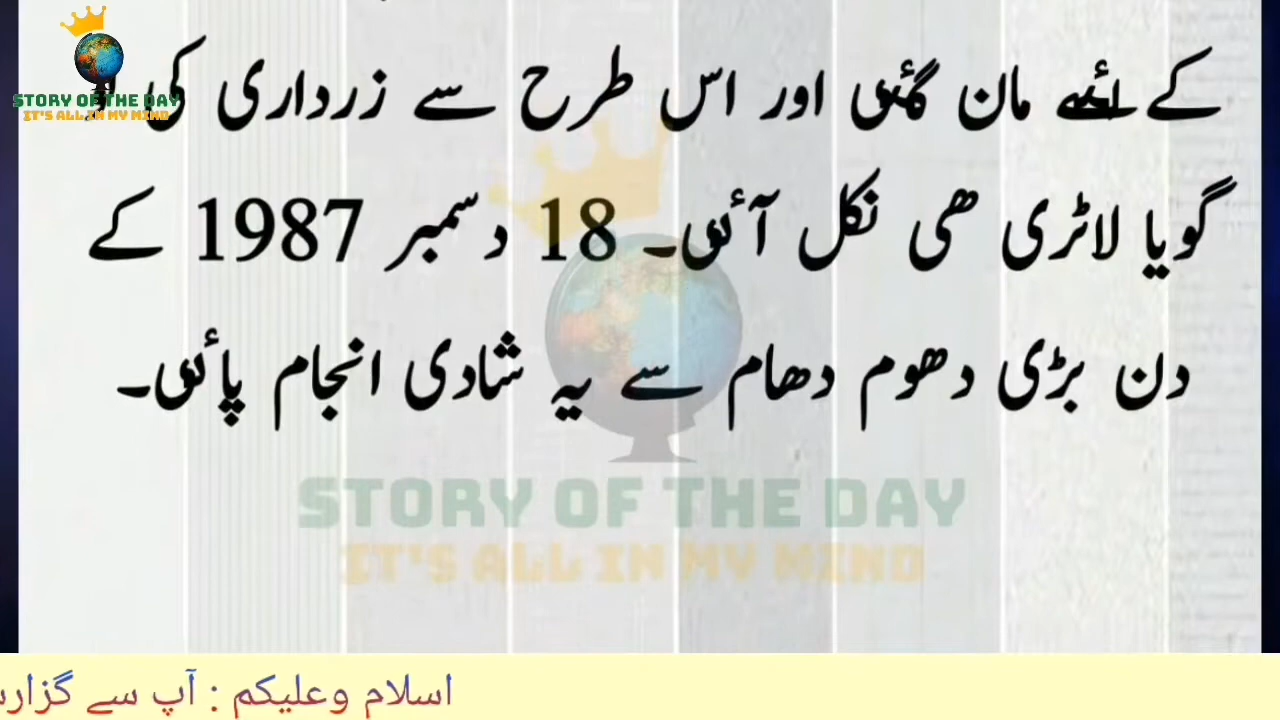 STORY OF THE DAY
IT'S ALL IN MY MIND
کے لئے مان گئی اور اس طرح سے زرداری کی
گویا لاٹری ھی نکل آئی۔ 18 دسمبر 1987 کے
دن بڑی دھوم دھام سے یہ شادی انجام پائی۔
STORY OF THE DAY
IT'S ALL IN MY MIND
اسلام وعلیکم : آپ سے